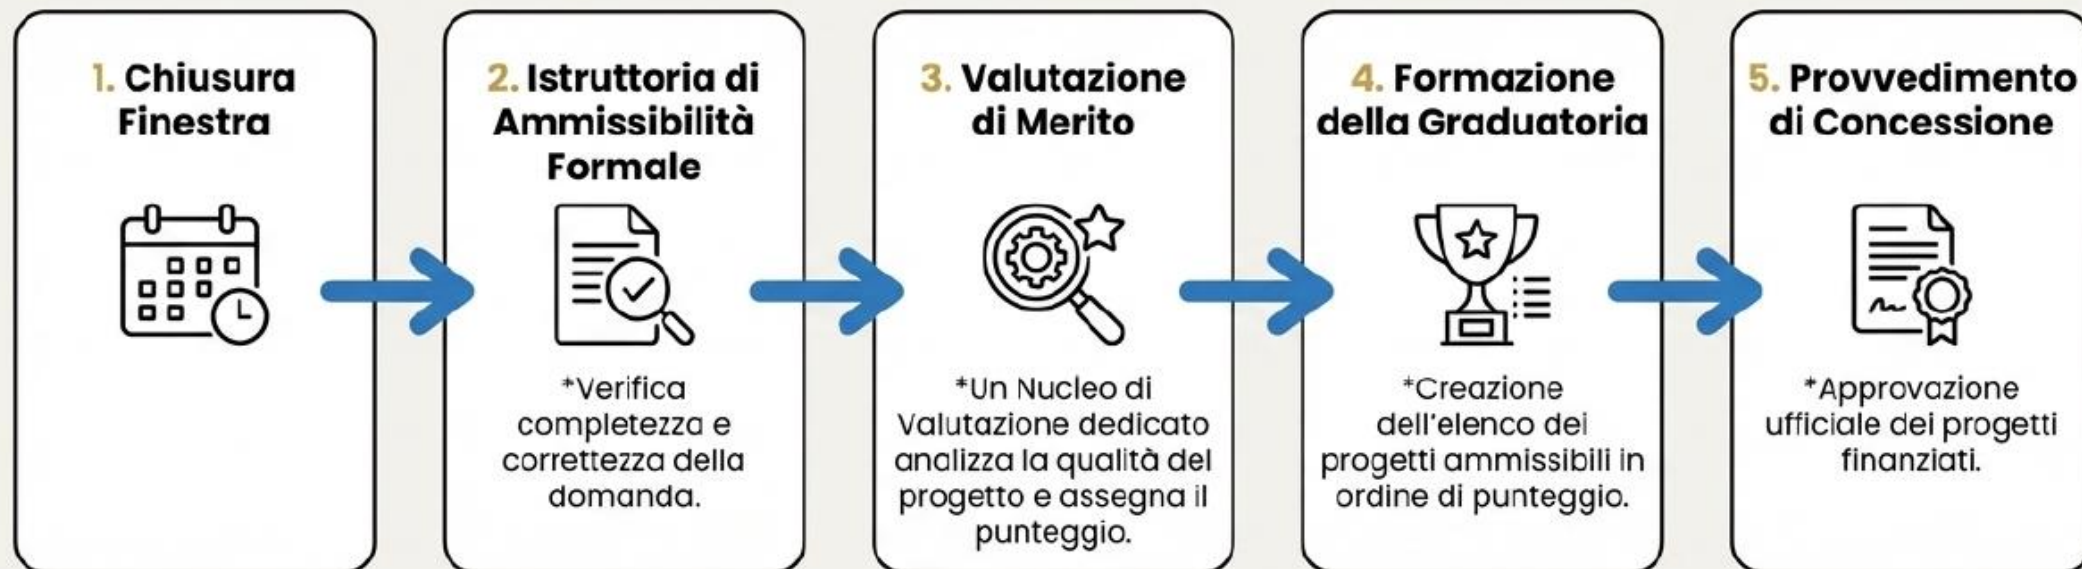 1. Chiusura
Finestra
2. Istruttoria di
Ammissibilità
Formale
*Verifica
completezza e
correttezza della
domanda.
3. Valutazione
di Merito
*Un Nucleo di
Valutazione dedicato
analizza la qualità del
progetto e assegna il
punteggio.
4. Formazione
della Graduatoria
*Creazione
dell'elenco dei
progetti ammissibili in
ordine di punteggio.
5. Provvedimento
di Concessione
*Approvazione
ufficiale dei progetti
finanziati.